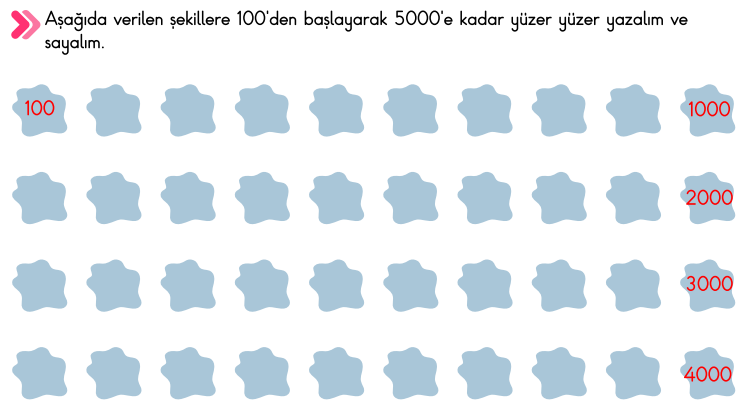 Aşağıda verilen şekillere 100'den başlayarak 5000'e kadar yüzer yüzer yazalım ve
sayalım.
100 1000
2000
3000
4000